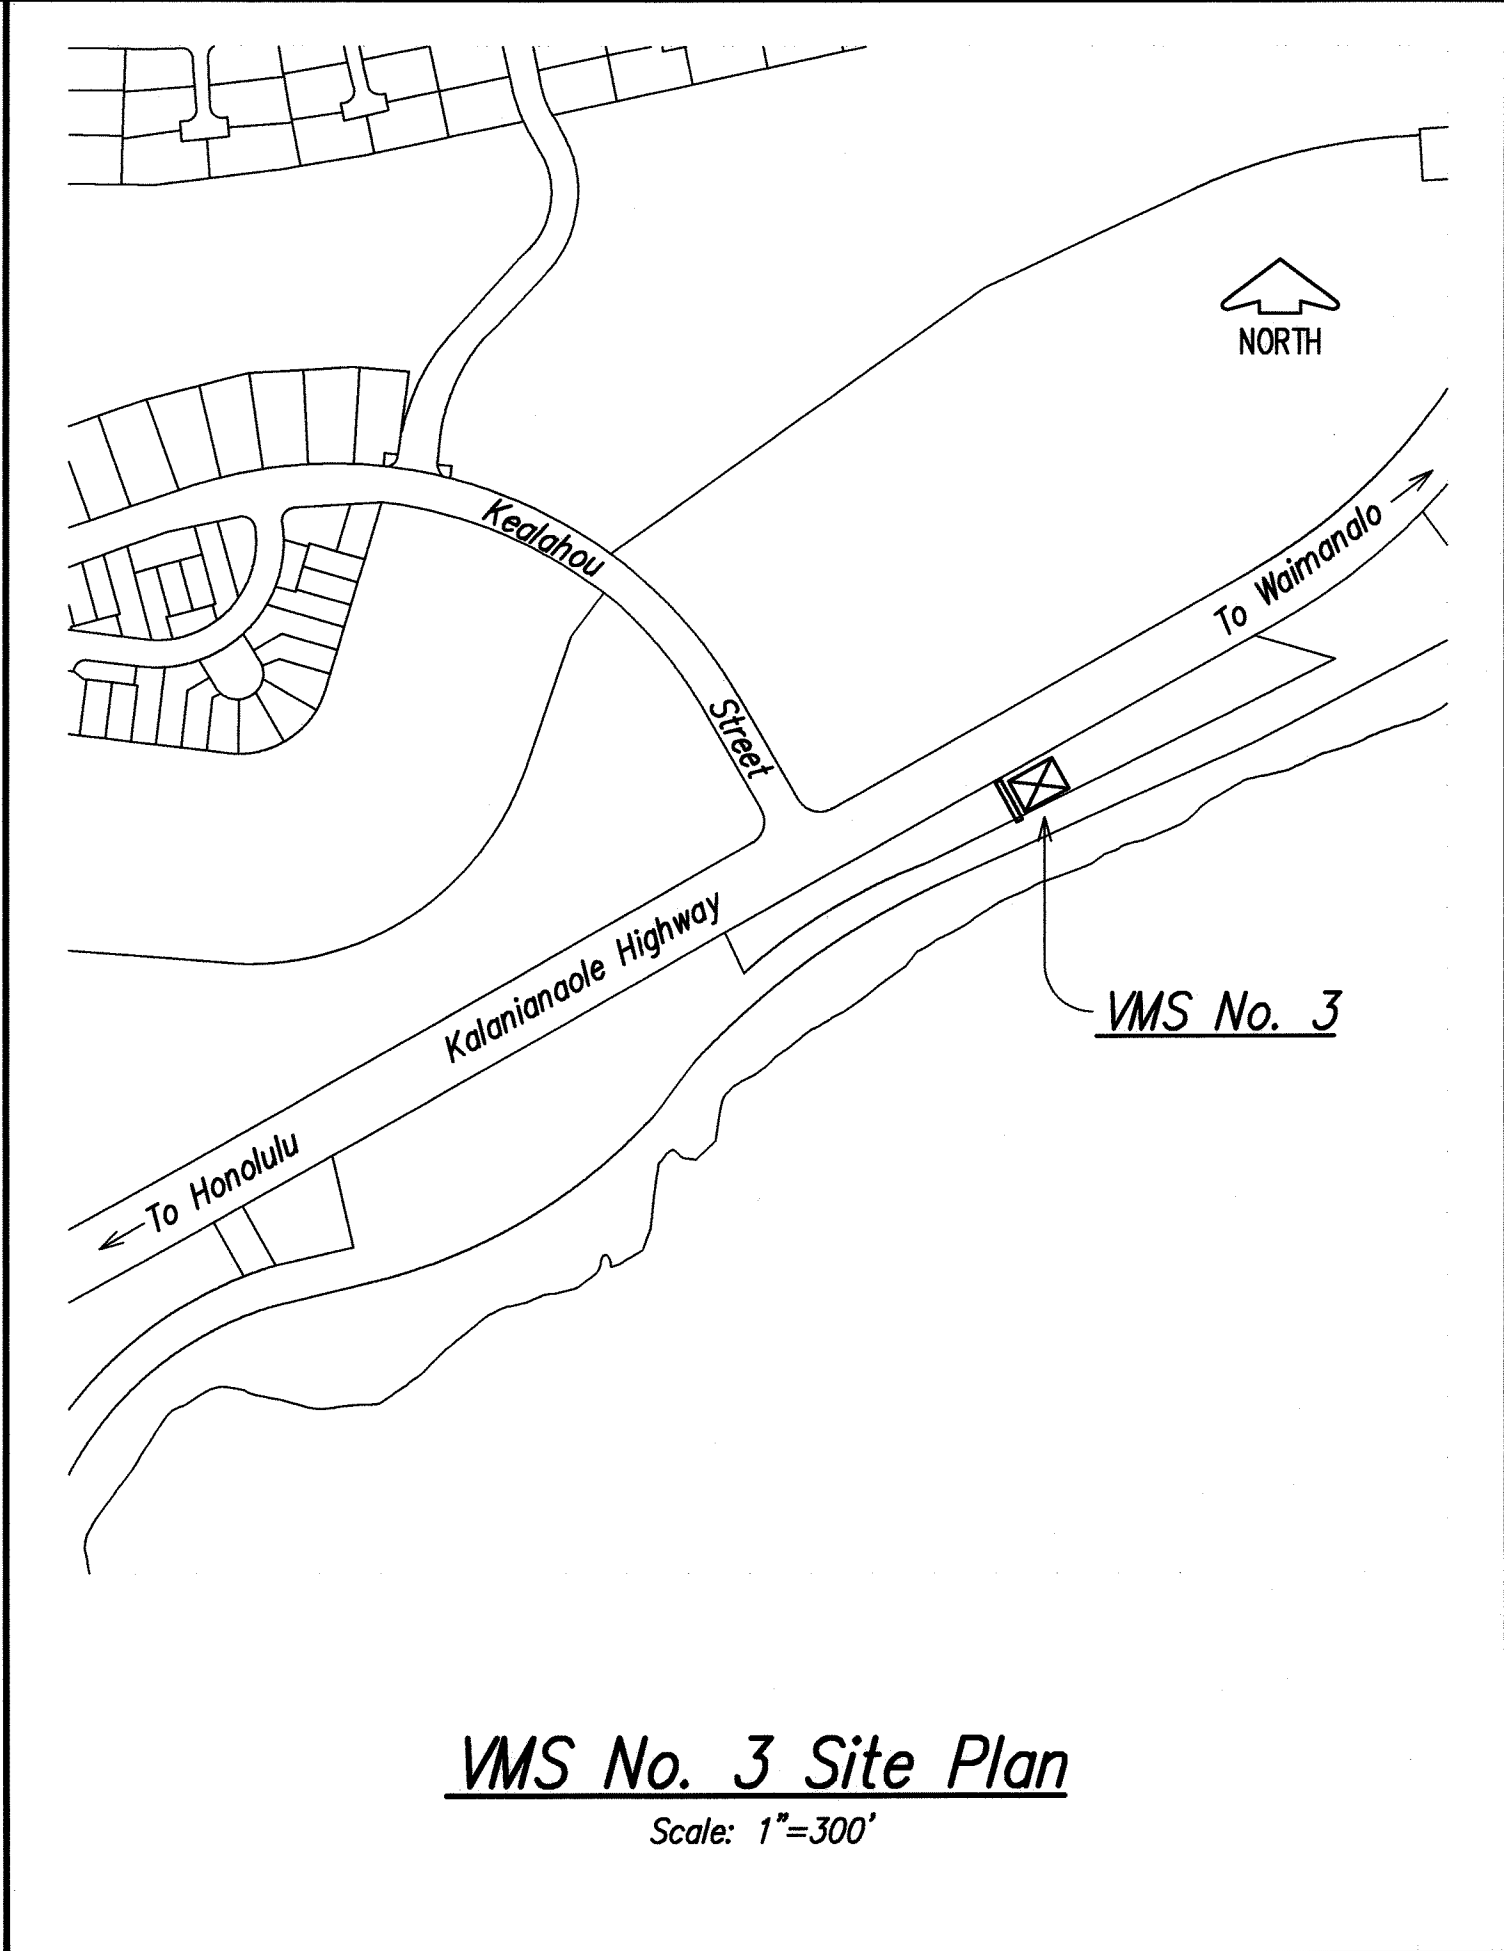 NORTH
Kealahou
Street
To Waimanalo
Kalanianaole Highway
To Honolulu
VMS No. 3
VMS No. 3 Site Plan
Scale: 1"=300'